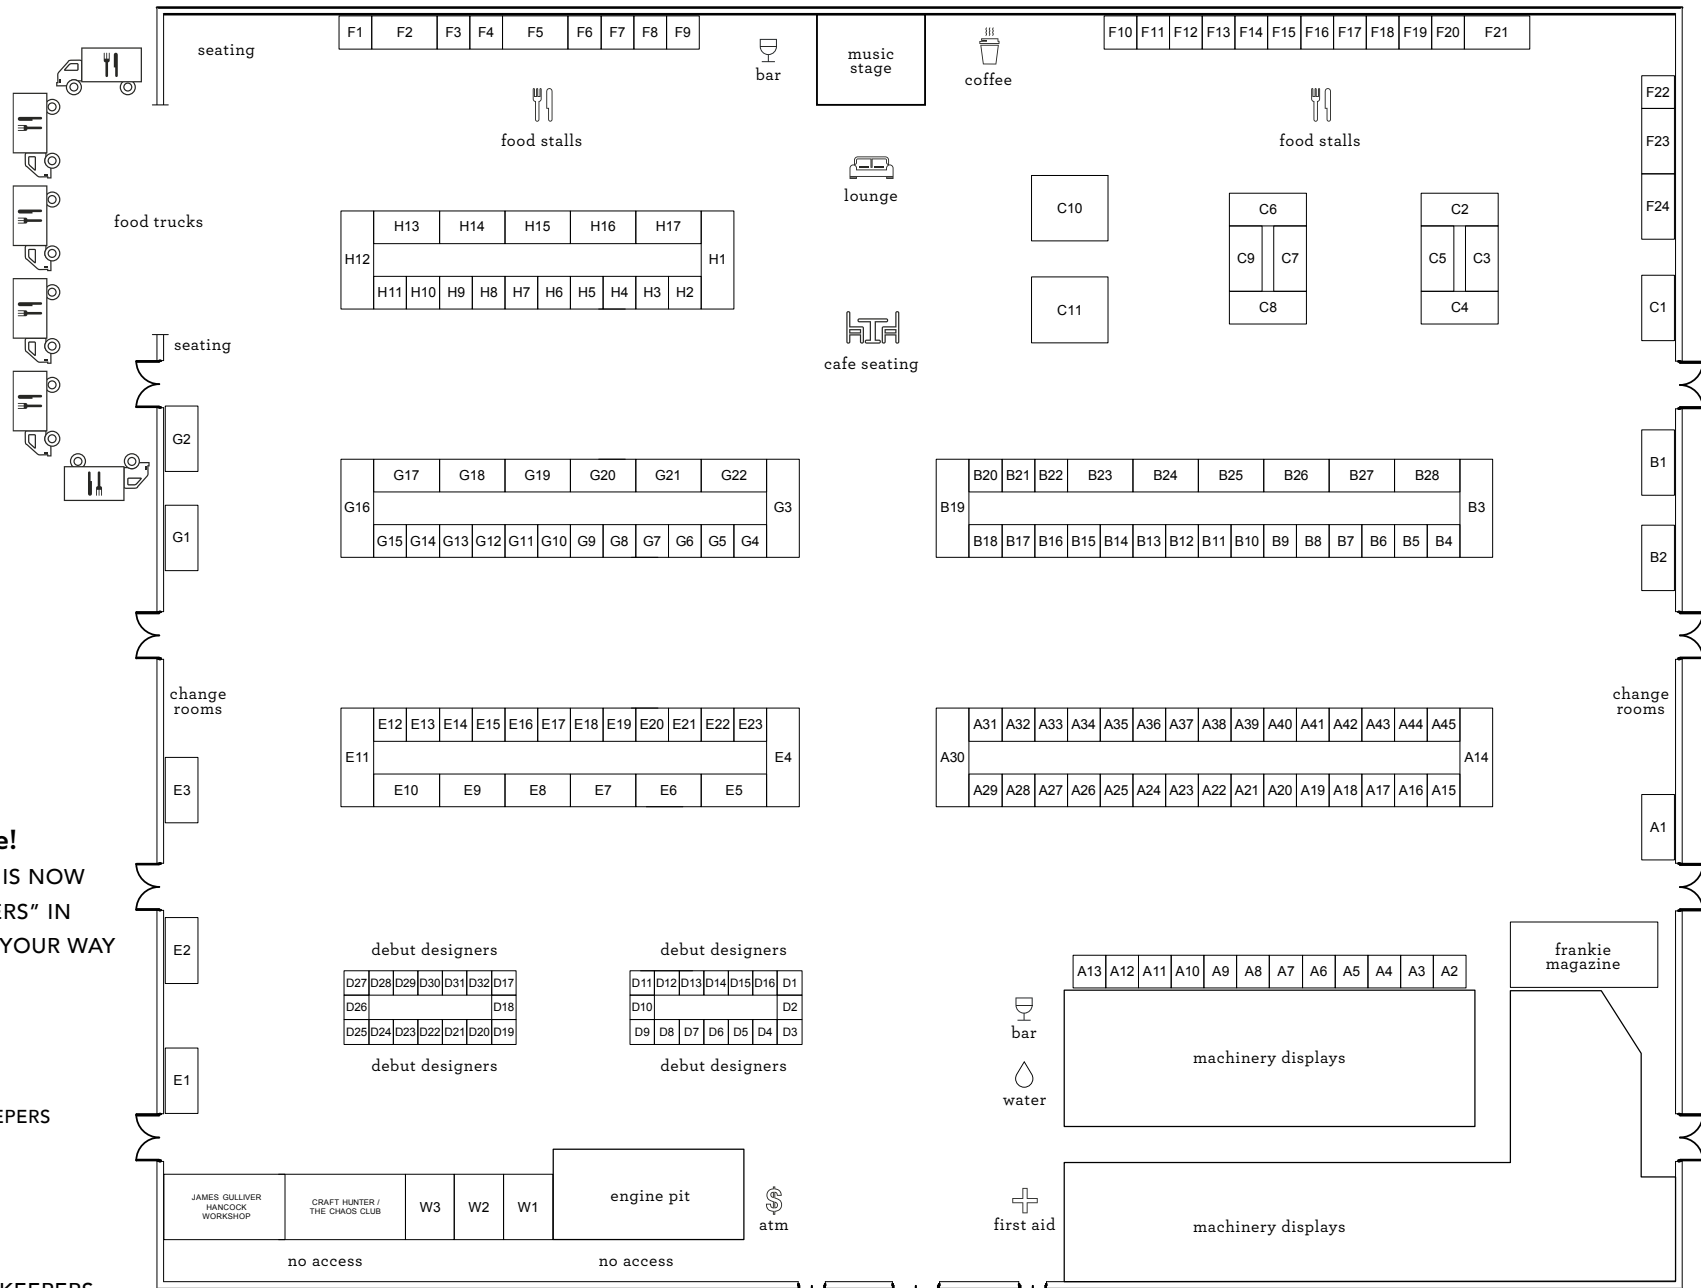 seating
F1 F2 F3 F4 F5 F6 F7 F8 F9
bar
music
stage
coffee
F10 F11 F12 F13 F14 F15 F16 F17 F18 F19 F20 F21
food stalls
food stalls
F22
F23
F24
lounge
food trucks
H13 H14 H15 H16 H17
H12
H1
H11 H10 H9 H8 H7 H6 H5 H4 H3 H2
C10
C6
C9 C7
C8
C2
C5 C3
C4
C11
C1
seating
cafe seating
G2
G1
G17 G18 G19 G20 G21 G22
G16
G3
G15 G14 G13 G12 G11 G10 G9 G8 G7 G6 G5 G4
B20 B21 B22 B23 B24 B25 B26 B27 B28
B19
B3
B18 B17 B16 B15 B14 B13 B12 B11 B10 B9 B8 B7 B6 B5 B4
B1
B2
change
rooms
change
rooms
E12 E13 E14 E15 E16 E17 E18 E19 E20 E21 E22 E23
E11
E4
E10 E9 E8 E7 E6 E5
A31 A32 A33 A34 A35 A36 A37 A38 A39 A40 A41 A42 A43 A44 A45
A30
A14
A29 A28 A27 A26 A25 A24 A23 A22 A21 A20 A19 A18 A17 A16 A15
E3
A1
e!
IS NOW
ERS” IN
YOUR WAY
E2
debut designers
D27 D28 D29 D30 D31 D32 D17
D26 D18
D25 D24 D23 D22 D21 D20 D19
debut designers
debut designers
D11 D12 D13 D14 D15 D16 D1
D10 D2
D9 D8 D7 D6 D5 D4 D3
debut designers
A13 A12 A11 A10 A9 A8 A7 A6 A5 A4 A3 A2
frankie
magazine
bar
machinery displays
water
E1
EPERS
JAMES GULLIVER
HANCOCK
WORKSHOP
CRAFT HUNTER /
THE CHAOS CLUB
W3 W2 W1
engine pit
$
atm
first aid
machinery displays
no access
no access
KEEPERS